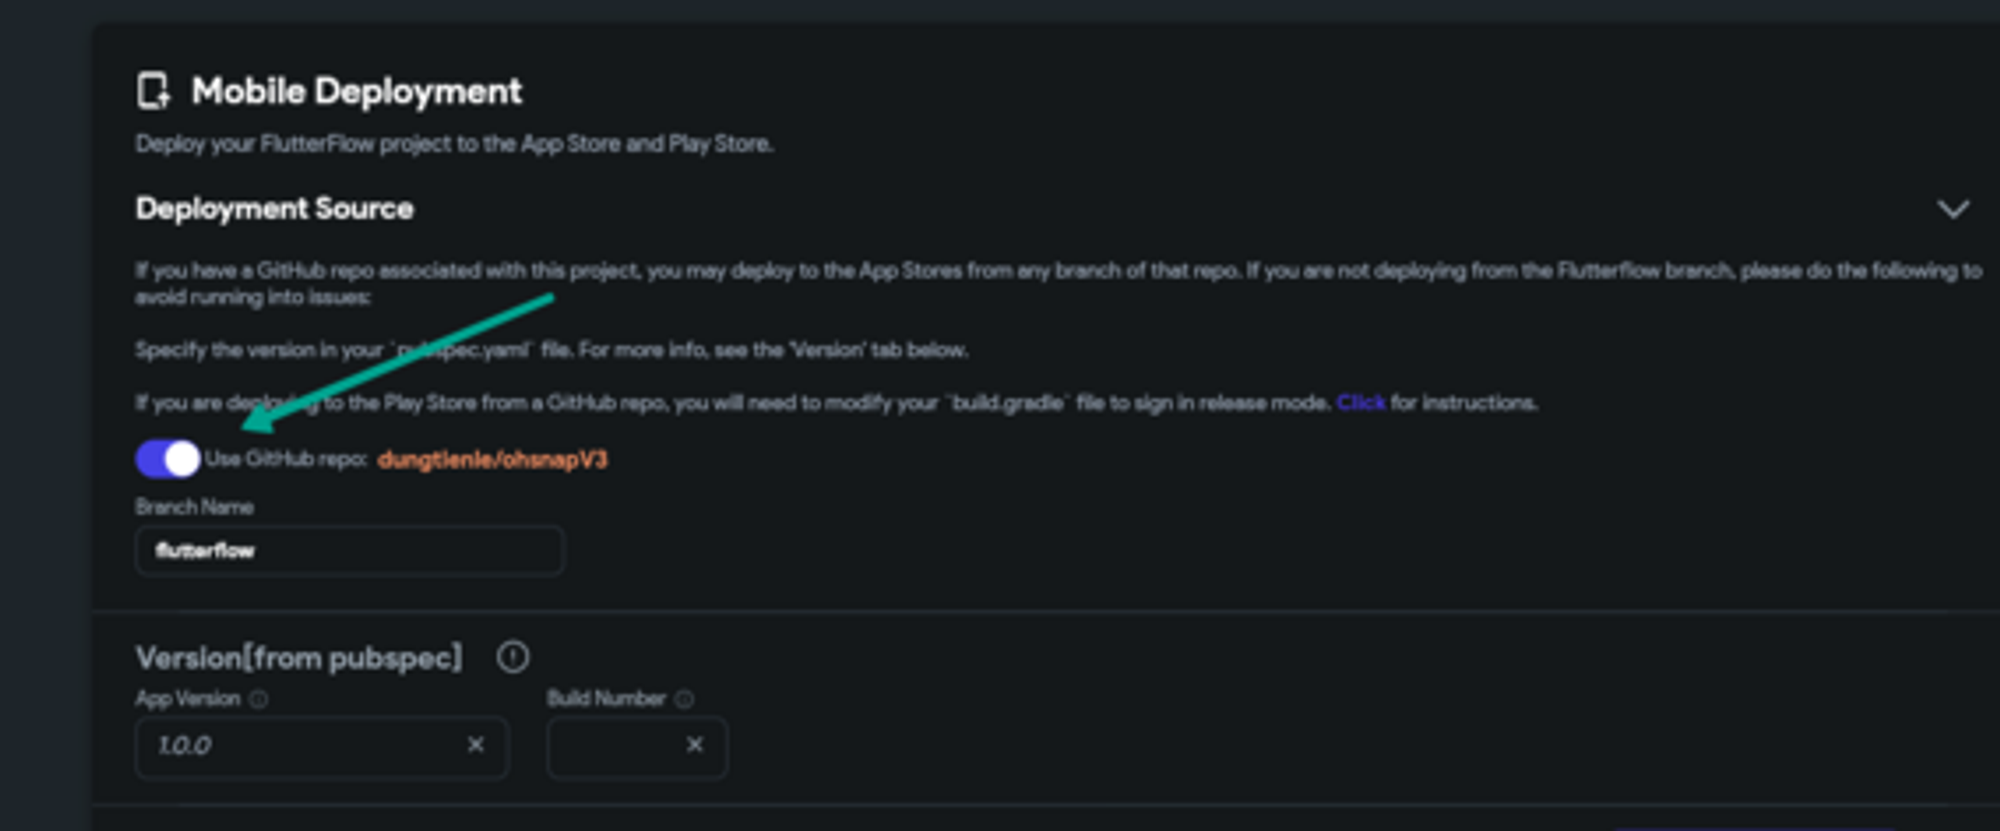 Mobile Deployment
Deploy your FlutterFlow project to the App Store and Play Store.
Deployment Source
If you have a GitHub repo associated with this project, you may deploy to the App Stores from any branch of that repo. If you are not deploying from the Flutterflow branch, please do the following to
avoid running into issues:
Specify the version in your `pubspec.yaml` file. For more info, see the 'Version' tab below.
If you are deploying to the Play Store from a GitHub repo, you will need to modify your `build.gradle` file to sign in release mode. Click for instructions.
Use GitHub repo: dungtienle/ohsnapV3
Branch Name
flutterflow
Version[from pubspec]
App Version Build Number
1.0.0